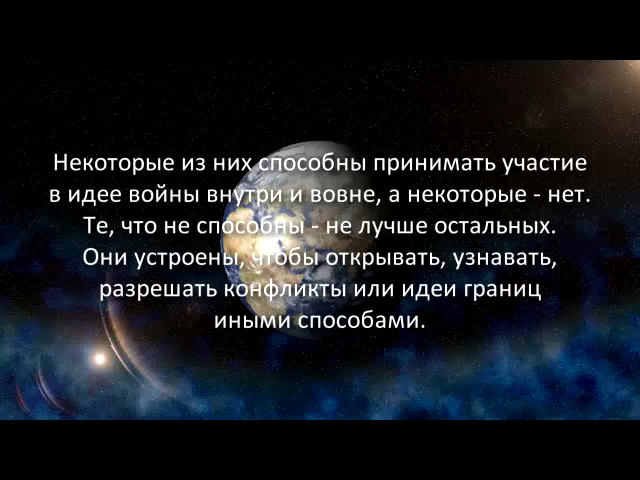 Некоторые из них способны принимать участие
в идее войны внутри и вовне, а некоторые - нет.
Те, что не способны - не лучше остальных.
Они устроены, чтобы открывать, узнавать,
разрешать конфликты или идеи границ
иными способами.